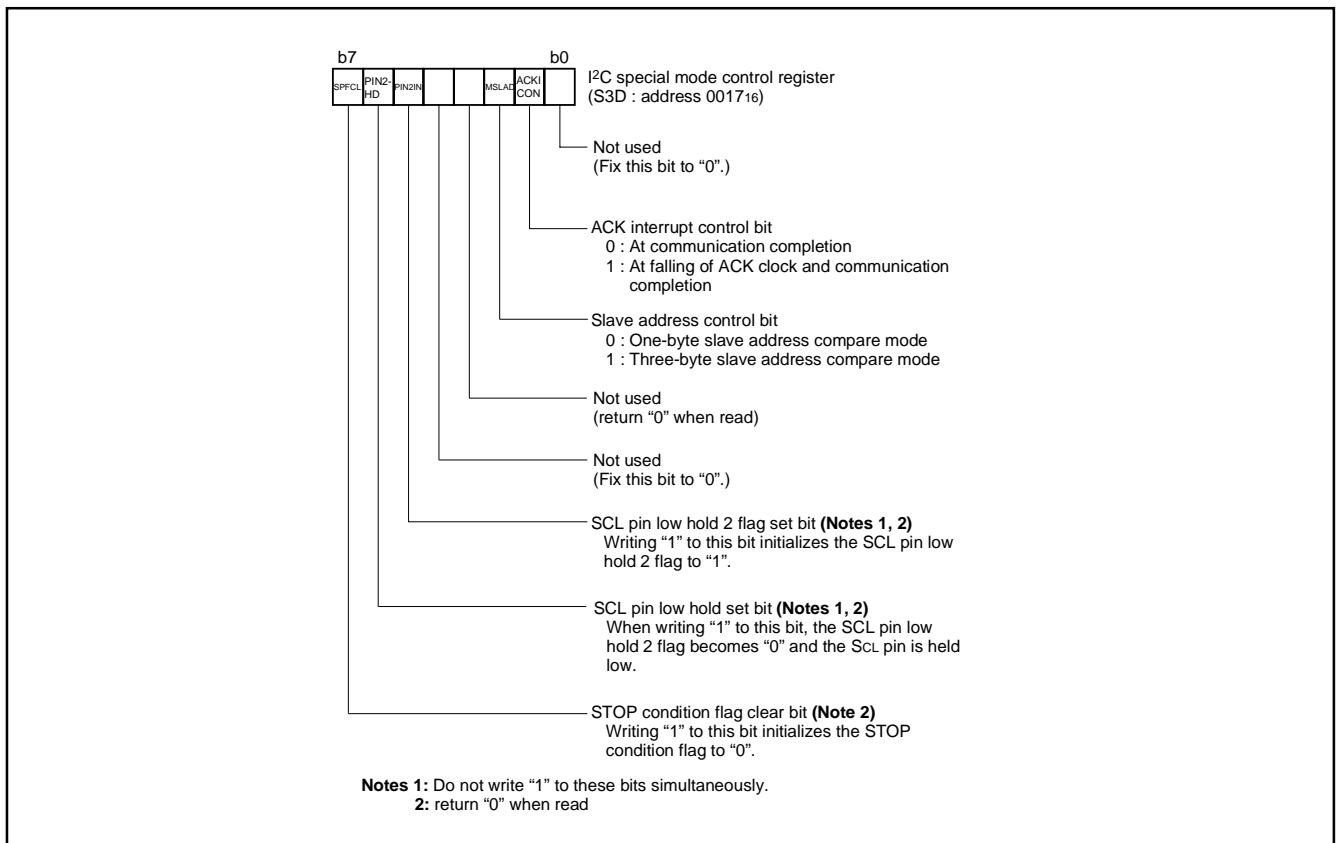 b7 b0
SPFCL PIN2-HD PIN2IN MSLAD ACKI CON
I2C special mode control register
(S3D : address 001716)
Not used
(Fix this bit to “0”.)
ACK interrupt control bit
0 : At communication completion
1 : At falling of ACK clock and communication
completion
Slave address control bit
0 : One-byte slave address compare mode
1 : Three-byte slave address compare mode
Not used
(return “0” when read)
Not used
(Fix this bit to “0”.)
SCL pin low hold 2 flag set bit (Notes 1, 2)
Writing “1” to this bit initializes the SCL pin low
hold 2 flag to “1”.
SCL pin low hold set bit (Notes 1, 2)
When writing “1” to this bit, the SCL pin low
hold 2 flag becomes “0” and the SCL pin is held
low.
STOP condition flag clear bit (Note 2)
Writing “1” to this bit initializes the STOP
condition flag to “0”.
Notes 1: Do not write “1” to these bits simultaneously.
2: return “0” when read